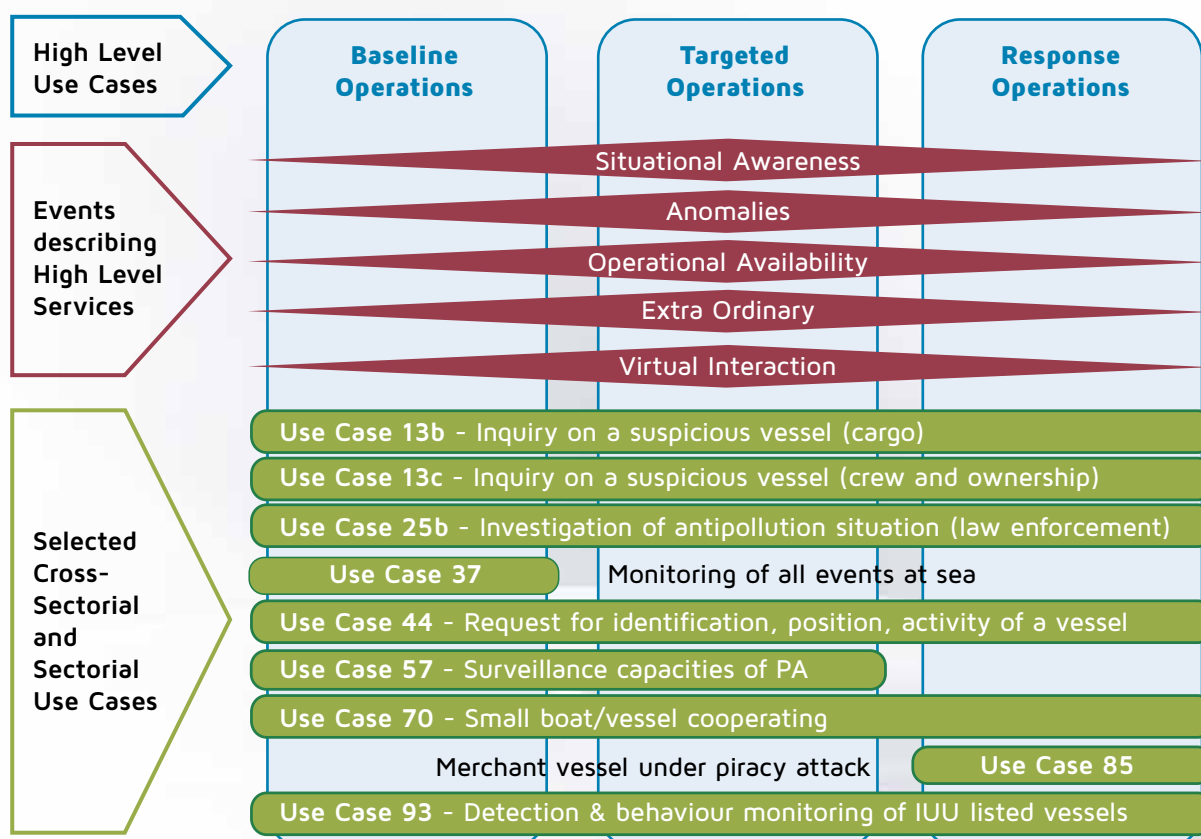 High Level
Use Cases
Baseline
Operations
Targeted
Operations
Response
Operations
Events
describing
High Level
Services
Situational Awareness
Anomalies
Operational Availability
Extra Ordinary
Virtual Interaction
Selected
Cross-
Sectorial
and
Sectorial
Use Cases
Use Case 13b - Inquiry on a suspicious vessel (cargo)
Use Case 13c - Inquiry on a suspicious vessel (crew and ownership)
Use Case 25b - Investigation of antipollution situation (law enforcement)
Use Case 37 Monitoring of all events at sea
Use Case 44 - Request for identification, position, activity of a vessel
Use Case 57 - Surveillance capacities of PA
Use Case 70 - Small boat/vessel cooperating
Merchant vessel under piracy attack Use Case 85
Use Case 93 - Detection & behaviour monitoring of IUU listed vessels